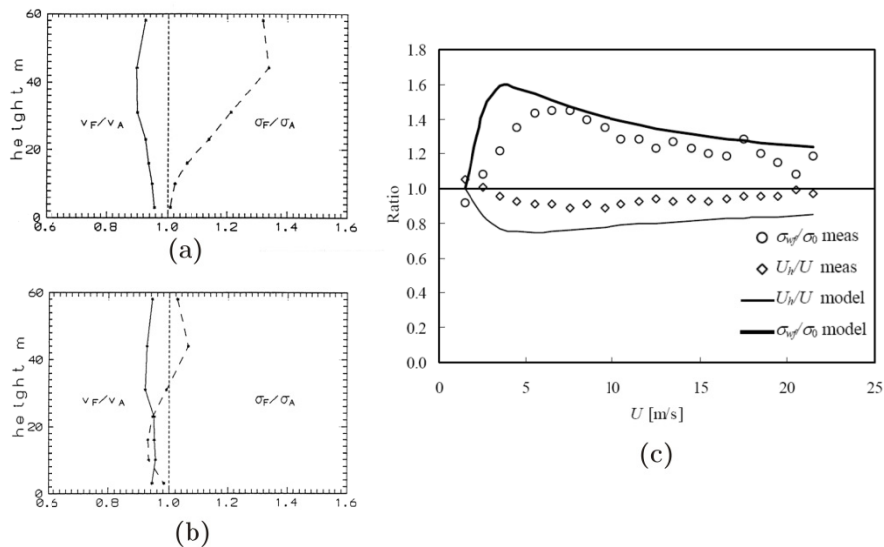 60
40
20
0
height m
v_F/v_A
σ_F/σ_A
0.6 0.8 1.0 1.2 1.4 1.6
(a)
60
40
20
0
height m
v_F/v_A
σ_F/σ_A
0.6 0.8 1.0 1.2 1.4 1.6
(b)
1.8
1.6
1.4
1.2
1.0
0.8
0.6
0.4
0.2
0.0
Ratio
σ_wf/σ_0 meas
U_h/U meas
U_h/U model
σ_wf/σ_0 model
0 5 10 15 20 25
U [m/s]
(c)